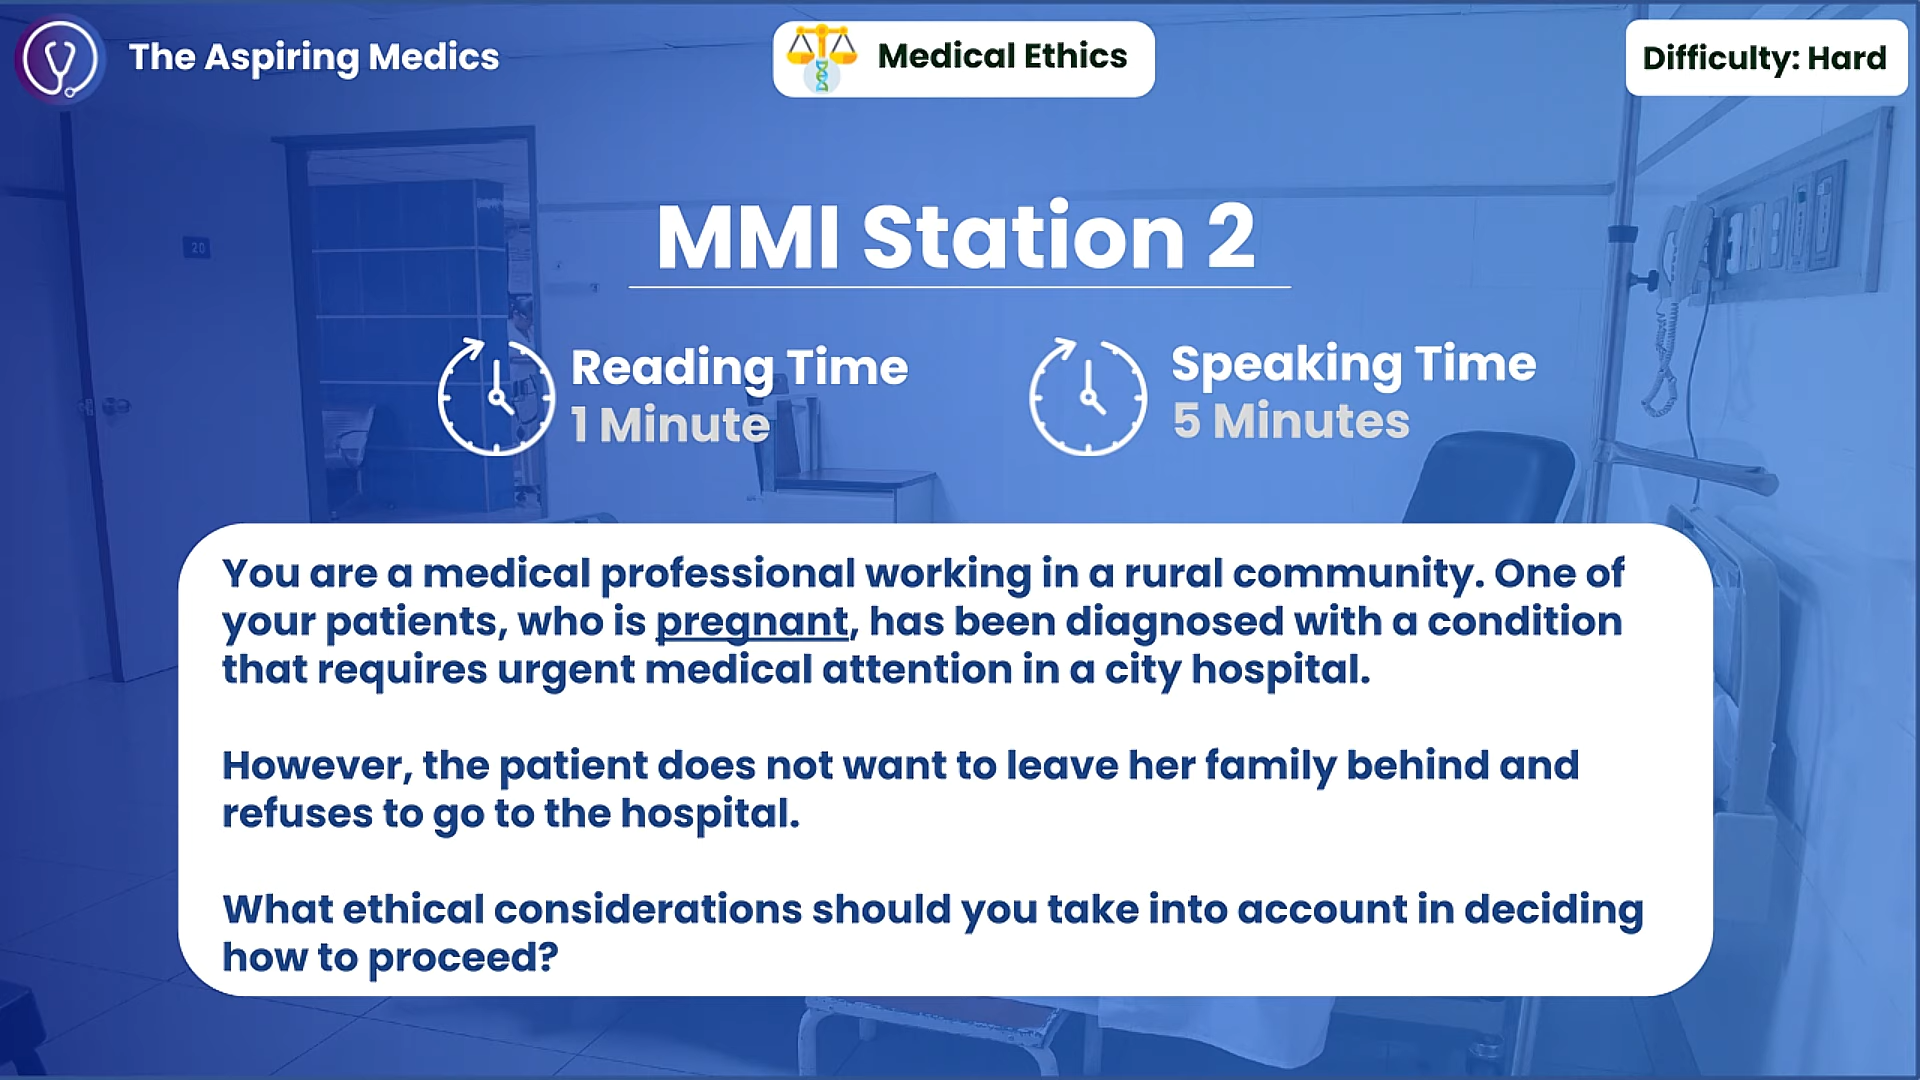 The Aspiring Medics
Medical Ethics
Difficulty: Hard
20
MMI Station 2
Reading Time
1 Minute
Speaking Time
5 Minutes
You are a medical professional working in a rural community. One of
your patients, who is pregnant, has been diagnosed with a condition
that requires urgent medical attention in a city hospital.
However, the patient does not want to leave her family behind and
refuses to go to the hospital.
What ethical considerations should you take into account in deciding
how to proceed?